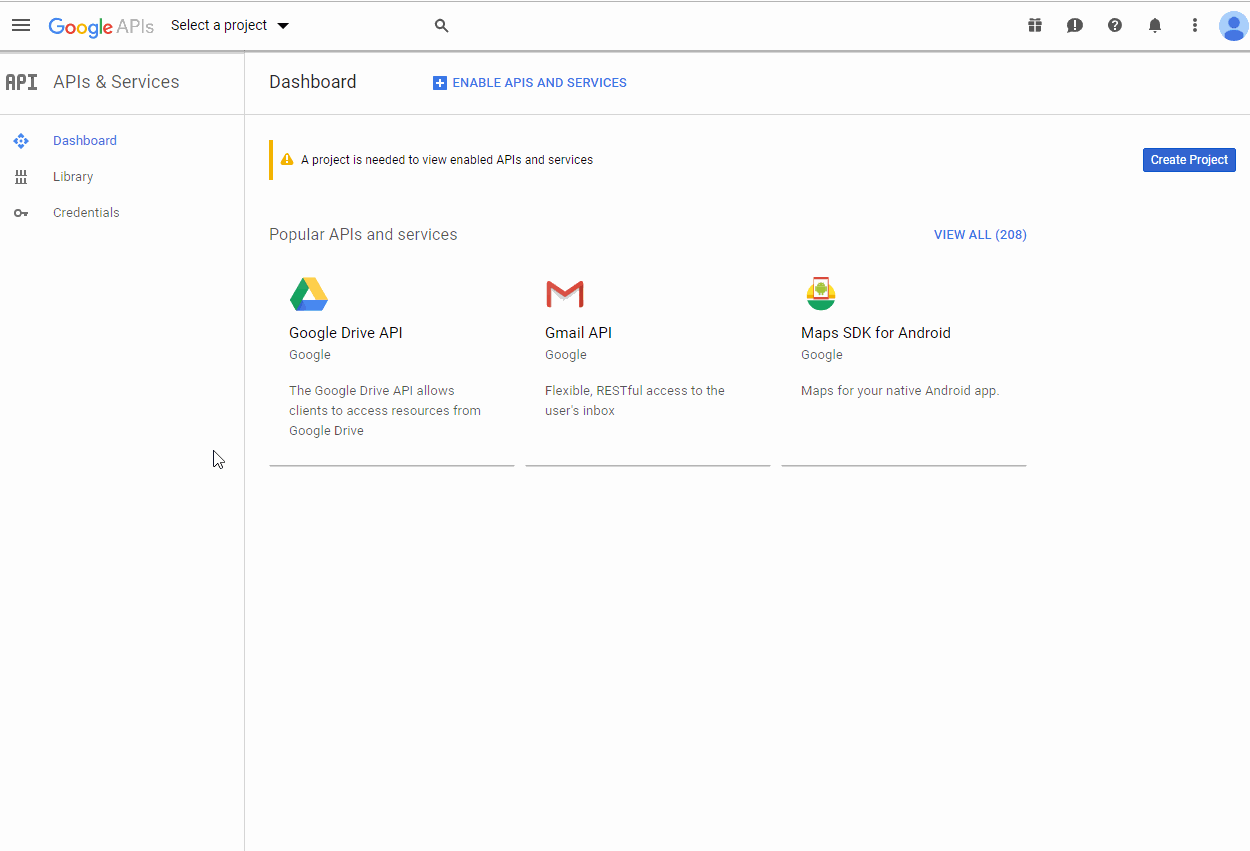 Google APIs Select a project
API APIs & Services
Dashboard
ENABLE APIS AND SERVICES
Dashboard
Library
Credentials
A project is needed to view enabled APIs and services
Create Project
Popular APIs and services
VIEW ALL (208)
Google Drive API
Google
The Google Drive API allows
clients to access resources from
Google Drive
Gmail API
Google
Flexible, RESTful access to the
user's inbox
Maps SDK for Android
Google
Maps for your native Android app.